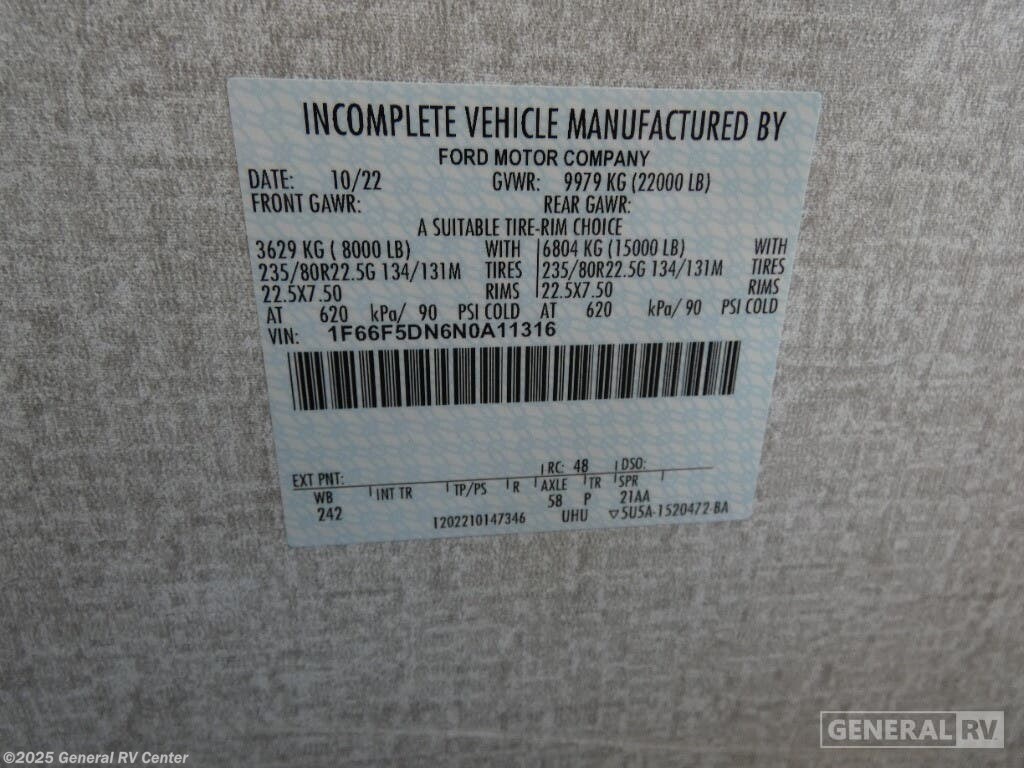 INCOMPLETE VEHICLE MANUFACTURED BY
FORD MOTOR COMPANY
DATE: 10/22 GVWR: 9979 KG (22000 LB)
FRONT GAWR: REAR GAWR:
A SUITABLE TIRE-RIM CHOICE
3629 KG ( 8000 LB) WITH 6804 KG (15000 LB) WITH
235/80R22.5G 134/131M TIRES 235/80R22.5G 134/131M TIRES
22.5X7.50 RIMS 22.5X7.50 RIMS
AT 620 kPa/ 90 PSI COLD AT 620 kPa/ 90 PSI COLD
VIN: 1F66F5DN6N0A11316
EXT PNT: RC: 48 DSO:
WB INT TR TP/PS R AXLE TR SPR
242 58 P 21AA
1202210147346 UHU ▽5U5A-1520472-BA
GENERAL RV
©2025 General RV Center